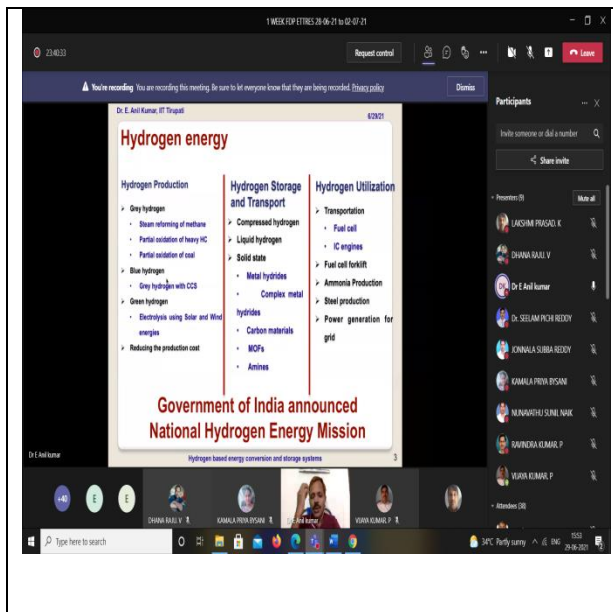 1 WEEK FDP ETTRES 28-06-21 to 02-07-21
23:40:33
Request control
Leave
You're recording You are recording this meeting. Be sure to let everyone know that they are being recorded. Privacy policy
Dismiss
Dr. E. Anil Kumar, IIT Tirupati
6/29/21
Hydrogen energy
Hydrogen Production
Grey hydrogen
Steam reforming of methane
Partial oxidation of heavy HC
Partial oxidation of coal
Blue hydrogen
Grey hydrogen with CCS
Green hydrogen
Electrolysis using Solar and Wind
energies
Reducing the production cost
Hydrogen Storage
and Transport
Compressed hydrogen
Liquid hydrogen
Solid state
Metal hydrides
Complex metal
hydrides
Carbon materials
MOFs
Amines
Hydrogen Utilization
Transportation
Fuel cell
IC engines
Fuel cell forklift
Ammonia Production
Steel production
Power generation for
grid
Government of India announced
National Hydrogen Energy Mission
Hydrogen based energy conversion and storage systems
3
Dr E Anil kumar
Participants
Invite someone or dial a number
Share invite
Presenters (9)
Mute all
LAKSHMI PRASAD. K
DHANA RAJU. V
DK
Dr E Anil kumar
Dr. SEELAM PICHI REDDY
JONNALA SUBBA REDDY
KAMALA PRIYA BYSANI
NUNAVATHU SUNIL NAIK
RAVINDRA KUMAR. P
VIJAYA KUMAR. P
Attendees (38)
+40
E
E
DHANA RAJU. V
KAMALA PRIYA BYSANI
Dr E Anil kumar
VIJAYA KUMAR. P
Type here to search
34°C Partly sunny
ENG
15:53
29-06-2021